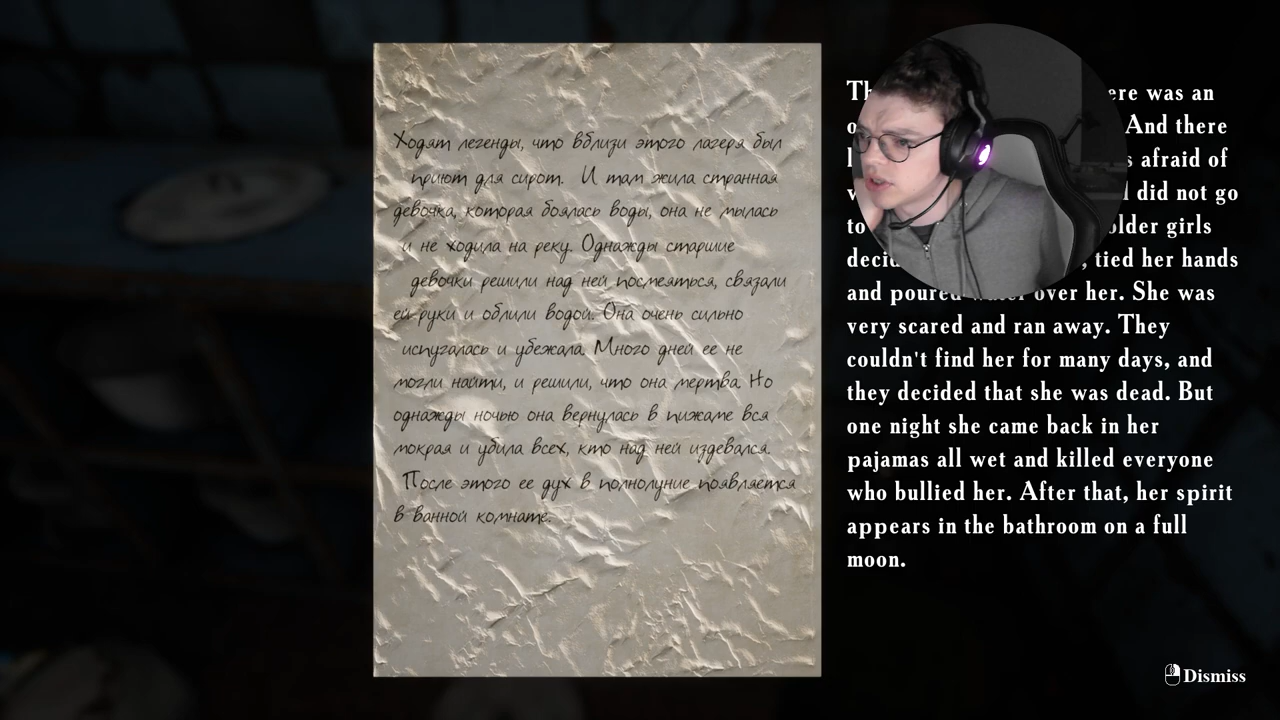 Ходят легенды, что вблизи этого лагеря был
приют для сирот. И там жила странная
девочка, которая боялась воды, она не мылась
и не ходила на реку. Однажды старшие
девочки решили над ней посмеяться, связали
ей руки и облили водой. Она очень сильно
испугалась и убежала. Много дней ее не
могли найти, и решили, что она мертва. Но
однажды ночью она вернулась в пижаме вся
мокрая и убила всех, кто над ней издевался.
После этого ее дух в полнолуние появляется
в ванной комнате.
was an
And there
afraid of
did not go
to older girls
tied her hands
and poured water over her. She was
very scared and ran away. They
couldn't find her for many days, and
they decided that she was dead. But
one night she came back in her
pajamas all wet and killed everyone
who bullied her. After that, her spirit
appears in the bathroom on a full
moon.
Dismiss